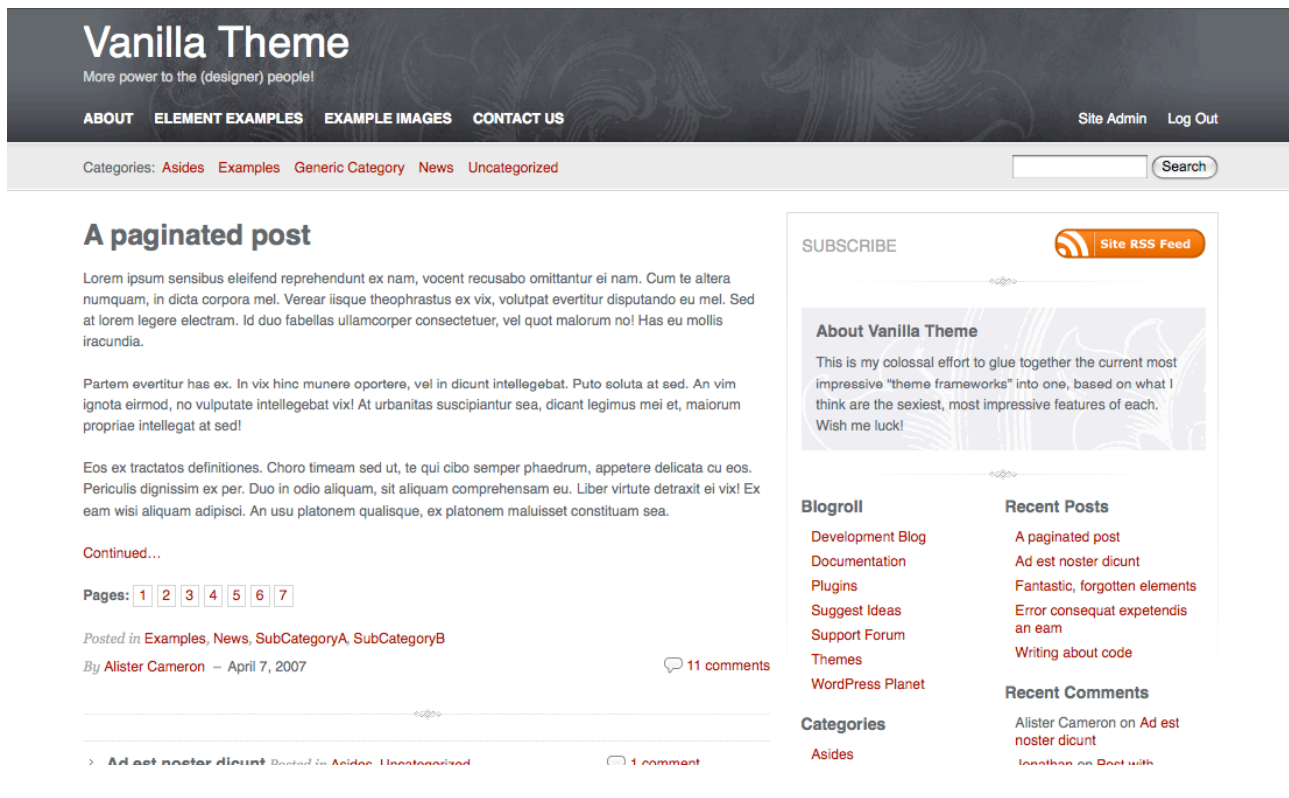 Vanilla Theme
More power to the (designer) people!
ABOUT ELEMENT EXAMPLES EXAMPLE IMAGES CONTACT US
Site Admin Log Out
Categories: Asides Examples Generic Category News Uncategorized
Search
A paginated post
Lorem ipsum sensibus eleifend reprehendunt ex nam, vocent recusabo omittantur ei nam. Cum te altera
numquam, in dicta corpora mel. Verear iisque theophrastus ex vix, volutpat evertitur disputando eu mel. Sed
at lorem legere electram. Id duo fabellas ullamcorper consectetuer, vel quot malorum no! Has eu mollis
iracundia.
Partem evertitur has ex. In vix hinc munere oportere, vel in dicunt intellegebat. Puto soluta at sed. An vim
ignota eirmod, no vulputate intellegebat vix! At urbanitas suscipiantur sea, dicant legimus mei et, maiorum
propriae intellegat at sed!
Eos ex tractatos definitiones. Choro timeam sed ut, te qui cibo semper phaedrum, appetere delicata cu eos.
Periculis dignissim ex per. Duo in odio aliquam, sit aliquam comprehensam eu. Liber virtute detraxit ei vix! Ex
eam wisi aliquam adipisci. An usu platonem qualisque, ex platonem maluisset constituam sea.
Continued…
Pages: 1 2 3 4 5 6 7
Posted in Examples, News, SubCategoryA, SubCategoryB
By Alister Cameron – April 7, 2007
11 comments
Ad est noster dicunt Posted in Asides, Uncategorized
1 comment
SUBSCRIBE
Site RSS Feed
About Vanilla Theme
This is my colossal effort to glue together the current most
impressive “theme frameworks” into one, based on what I
think are the sexiest, most impressive features of each.
Wish me luck!
Blogroll
Development Blog
Documentation
Plugins
Suggest Ideas
Support Forum
Themes
WordPress Planet
Categories
Asides
Recent Posts
A paginated post
Ad est noster dicunt
Fantastic, forgotten elements
Error consequat expetendis
an eam
Writing about code
Recent Comments
Alister Cameron on Ad est
noster dicunt
Jonathan on Post with